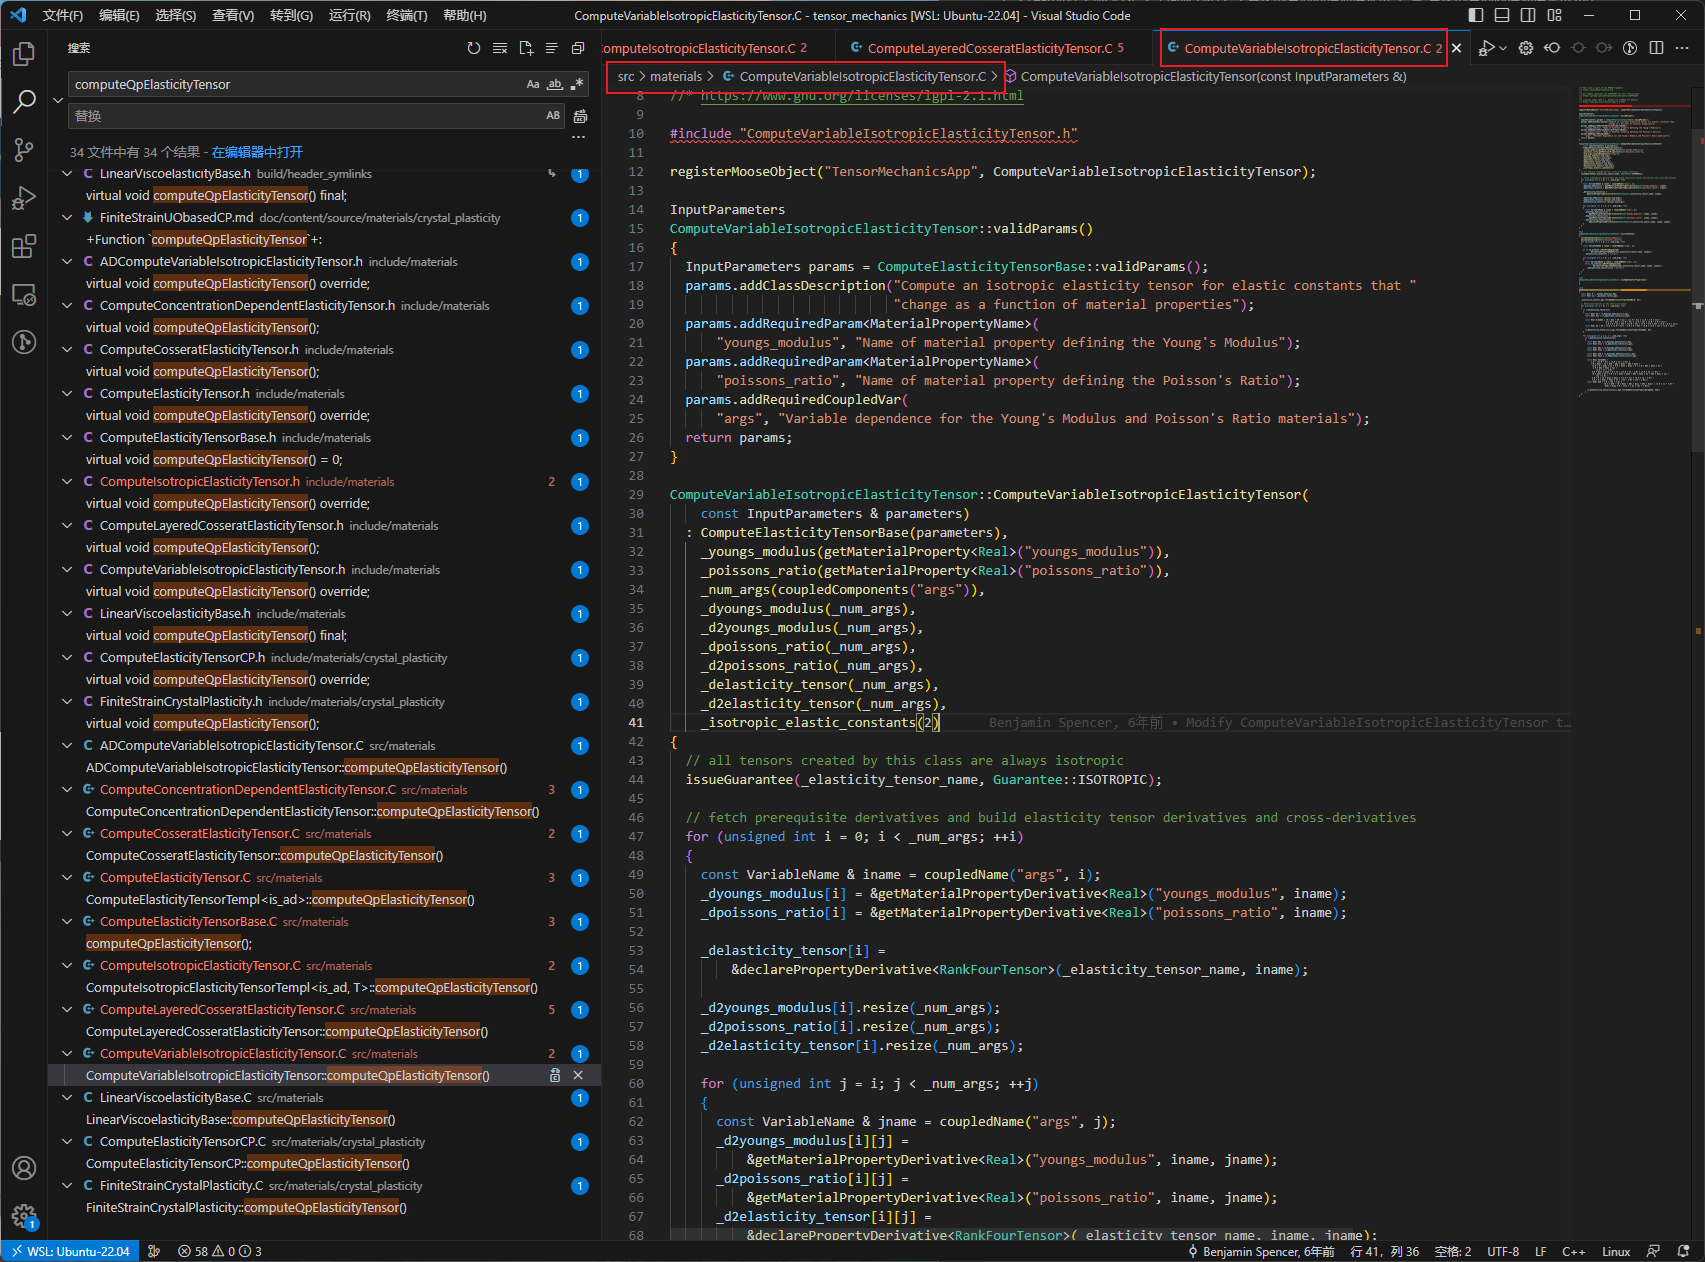 文件(F) 编辑(E) 选择(S) 查看(V) 转到(G) 运行(R) 终端(T) 帮助(H)
ComputeVariableIsotropicElasticityTensor.C - tensor_mechanics [WSL: Ubuntu-22.04] - Visual Studio Code
搜索
computeQpElasticityTensor
Aa ab .*
替换
AB
34 文件中有 34 个结果 - 在编辑器中打开
C LinearViscoelasticityBase.h build/header_symlinks 1
virtual void computeQpElasticityTensor() final;
FiniteStrainUObasedCP.md doc/content/source/materials/crystal_plasticity 1
+Function `computeQpElasticityTensor`+:
C ADComputeVariableIsotropicElasticityTensor.h include/materials 1
virtual void computeQpElasticityTensor() override;
C ComputeConcentrationDependentElasticityTensor.h include/materials 1
virtual void computeQpElasticityTensor();
C ComputeCosseratElasticityTensor.h include/materials 1
virtual void computeQpElasticityTensor();
C ComputeElasticityTensor.h include/materials 1
virtual void computeQpElasticityTensor() override;
C ComputeElasticityTensorBase.h include/materials 1
virtual void computeQpElasticityTensor() = 0;
C ComputeIsotropicElasticityTensor.h include/materials 2 1
virtual void computeQpElasticityTensor() override;
C ComputeLayeredCosseratElasticityTensor.h include/materials 1
virtual void computeQpElasticityTensor();
C ComputeVariableIsotropicElasticityTensor.h include/materials 1
virtual void computeQpElasticityTensor() override;
C LinearViscoelasticityBase.h include/materials 1
virtual void computeQpElasticityTensor() final;
C ComputeElasticityTensorCP.h include/materials/crystal_plasticity 1
virtual void computeQpElasticityTensor() override;
C FiniteStrainCrystalPlasticity.h include/materials/crystal_plasticity 1
virtual void computeQpElasticityTensor();
C ADComputeVariableIsotropicElasticityTensor.C src/materials 1
ADComputeVariableIsotropicElasticityTensor::computeQpElasticityTensor()
ComputeConcentrationDependentElasticityTensor.C src/materials 3 1
ComputeConcentrationDependentElasticityTensor::computeQpElasticityTensor()
ComputeCosseratElasticityTensor.C src/materials 2 1
ComputeCosseratElasticityTensor::computeQpElasticityTensor()
ComputeElasticityTensor.C src/materials 3 1
ComputeElasticityTensorTempl<is_ad>::computeQpElasticityTensor()
ComputeElasticityTensorBase.C src/materials 3 1
computeQpElasticityTensor();
ComputeIsotropicElasticityTensor.C src/materials 2 1
ComputeIsotropicElasticityTensorTempl<is_ad, T>::computeQpElasticityTensor()
ComputeLayeredCosseratElasticityTensor.C src/materials 5 1
ComputeLayeredCosseratElasticityTensor::computeQpElasticityTensor()
ComputeVariableIsotropicElasticityTensor.C src/materials 2 1
ComputeVariableIsotropicElasticityTensor::computeQpElasticityTensor()
C LinearViscoelasticityBase.C src/materials 1
LinearViscoelasticityBase::computeQpElasticityTensor()
C ComputeElasticityTensorCP.C src/materials/crystal_plasticity 1
ComputeElasticityTensorCP::computeQpElasticityTensor()
C FiniteStrainCrystalPlasticity.C src/materials/crystal_plasticity 1
FiniteStrainCrystalPlasticity::computeQpElasticityTensor()
omputeIsotropicElasticityTensor.C 2
ComputeLayeredCosseratElasticityTensor.C 5
ComputeVariableIsotropicElasticityTensor.C 2
src > materials > ComputeVariableIsotropicElasticityTensor.C > ComputeVariableIsotropicElasticityTensor(const InputParameters &)
8 //* https://www.gnu.org/licenses/lgpl-2.1.html
9
10 #include "ComputeVariableIsotropicElasticityTensor.h"
11
12 registerMooseObject("TensorMechanicsApp", ComputeVariableIsotropicElasticityTensor);
13
14 InputParameters
15 ComputeVariableIsotropicElasticityTensor::validParams()
16 {
17 InputParameters params = ComputeElasticityTensorBase::validParams();
18 params.addClassDescription("Compute an isotropic elasticity tensor for elastic constants that "
19 "change as a function of material properties");
20 params.addRequiredParam<MaterialPropertyName>(
21 "youngs_modulus", "Name of material property defining the Young's Modulus");
22 params.addRequiredParam<MaterialPropertyName>(
23 "poissons_ratio", "Name of material property defining the Poisson's Ratio");
24 params.addRequiredCoupledVar(
25 "args", "Variable dependence for the Young's Modulus and Poisson's Ratio materials");
26 return params;
27 }
28
29 ComputeVariableIsotropicElasticityTensor::ComputeVariableIsotropicElasticityTensor(
30 const InputParameters & parameters)
31 : ComputeElasticityTensorBase(parameters),
32 _youngs_modulus(getMaterialProperty<Real>("youngs_modulus")),
33 _poissons_ratio(getMaterialProperty<Real>("poissons_ratio")),
34 _num_args(coupledComponents("args")),
35 _dyoungs_modulus(_num_args),
36 _d2youngs_modulus(_num_args),
37 _dpoissons_ratio(_num_args),
38 _d2poissons_ratio(_num_args),
39 _delasticity_tensor(_num_args),
40 _d2elasticity_tensor(_num_args),
41 _isotropic_elastic_constants(2) Benjamin Spencer, 6年前 • Modify ComputeVariableIsotropicElasticityTensor t…
42 {
43 // all tensors created by this class are always isotropic
44 issueGuarantee(_elasticity_tensor_name, Guarantee::ISOTROPIC);
45
46 // fetch prerequisite derivatives and build elasticity tensor derivatives and cross-derivatives
47 for (unsigned int i = 0; i < _num_args; ++i)
48 {
49 const VariableName & iname = coupledName("args", i);
50 _dyoungs_modulus[i] = &getMaterialPropertyDerivative<Real>("youngs_modulus", iname);
51 _dpoissons_ratio[i] = &getMaterialPropertyDerivative<Real>("poissons_ratio", iname);
52
53 _delasticity_tensor[i] =
54 &declarePropertyDerivative<RankFourTensor>(_elasticity_tensor_name, iname);
55
56 _d2youngs_modulus[i].resize(_num_args);
57 _d2poissons_ratio[i].resize(_num_args);
58 _d2elasticity_tensor[i].resize(_num_args);
59
60 for (unsigned int j = i; j < _num_args; ++j)
61 {
62 const VariableName & jname = coupledName("args", j);
63 _d2youngs_modulus[i][j] =
64 &getMaterialPropertyDerivative<Real>("youngs_modulus", iname, jname);
65 _d2poissons_ratio[i][j] =
66 &getMaterialPropertyDerivative<Real>("poissons_ratio", iname, jname);
67 _d2elasticity_tensor[i][j] =
68 &declarePropertyDerivative<RankFourTensor>(_elasticity_tensor_name, iname, jname);
1
WSL: Ubuntu-22.04 58 0 3
Benjamin Spencer, 6年前 行 41，列 36 空格: 2 UTF-8 LF C++ Linux